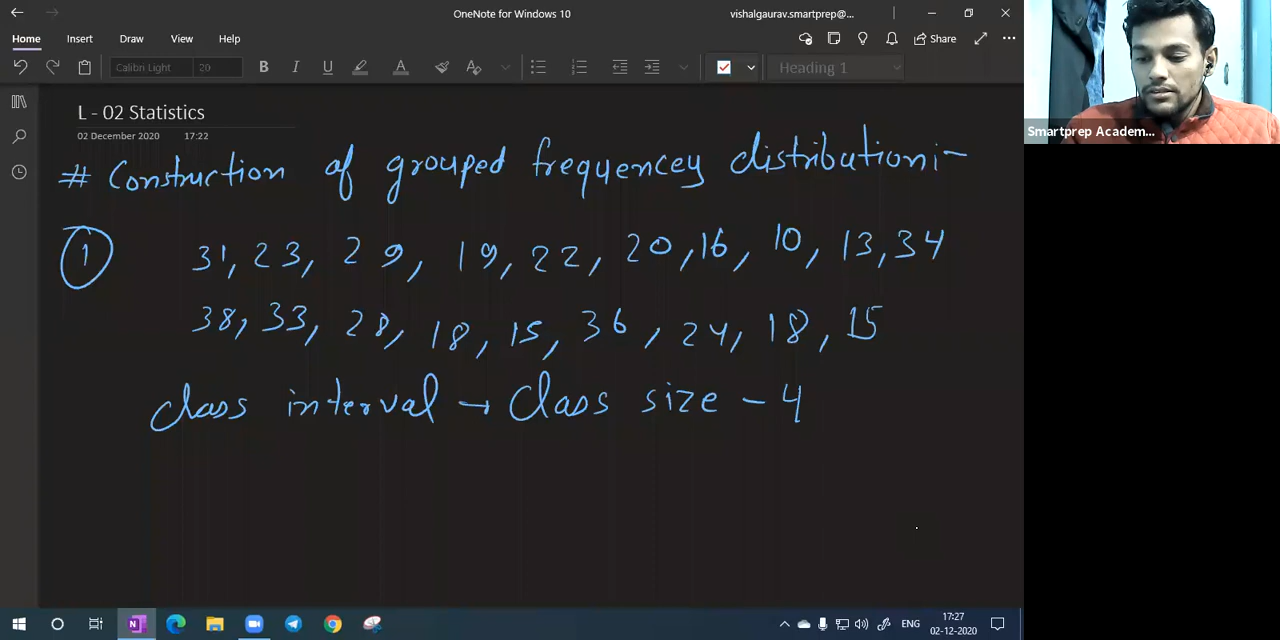 OneNote for Windows 10
vishalgaurav.smartprep@...
Home Insert Draw View Help
Share
Calibri Light 20 B I U A Heading 1
L - 02 Statistics
02 December 2020 17:22
# Construction of grouped frequencey distribution:-
1 31, 23, 29, 19, 22, 20, 16, 10, 13, 34
38, 33, 28, 18, 15, 36, 24, 18, 15
class interval → Class size - 4
Smartprep Academ...
ENG
17:27
02-12-2020